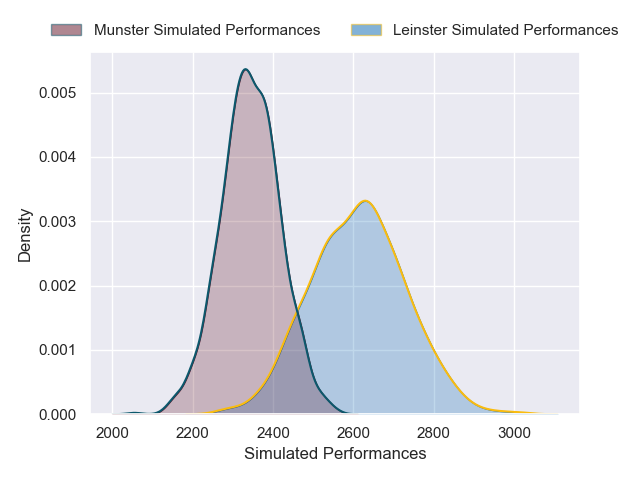 Munster Simulated Performances Leinster Simulated Performances
0.005
0.004
0.003
0.002
0.001
0.000
Density
2000 2200 2400 2600 2800 3000
Simulated Performances